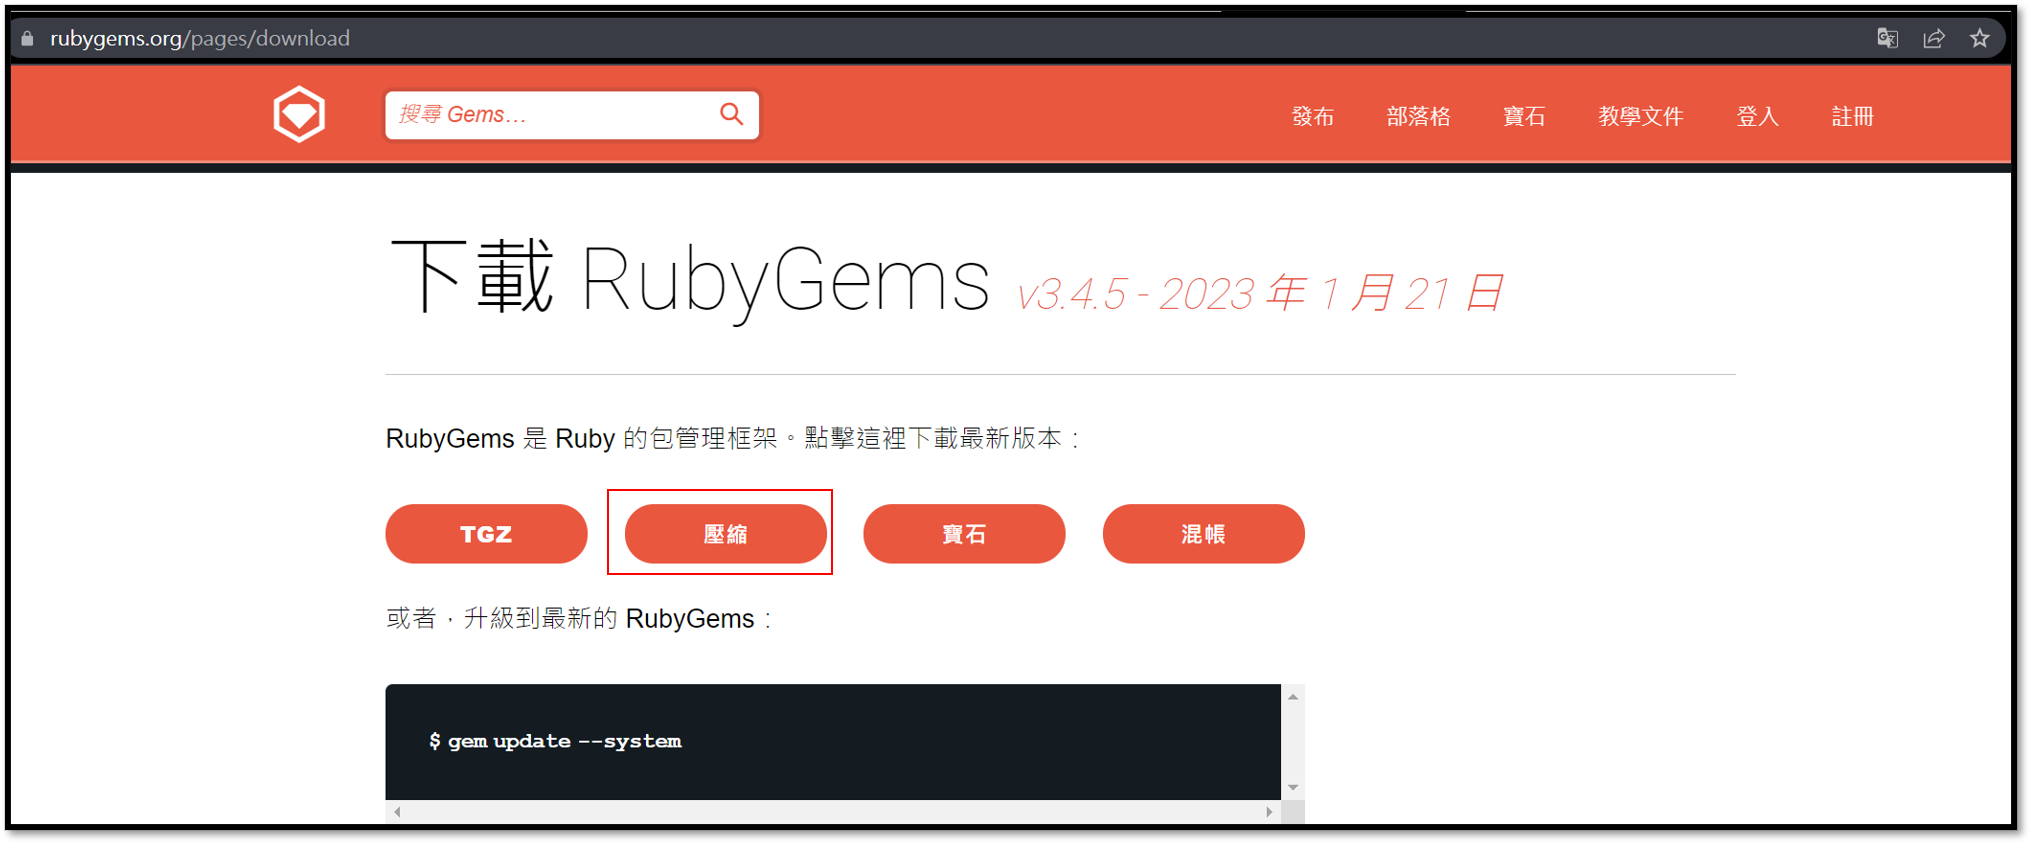 rubygems.org/pages/download
搜尋 Gems…
發布 部落格 寶石 教學文件 登入 註冊
下載 RubyGems v3.4.5 - 2023 年 1 月 21 日
RubyGems 是 Ruby 的包管理框架。點擊這裡下載最新版本：
TGZ 壓縮 寶石 混帳
或者，升級到最新的 RubyGems：
$ gem update --system